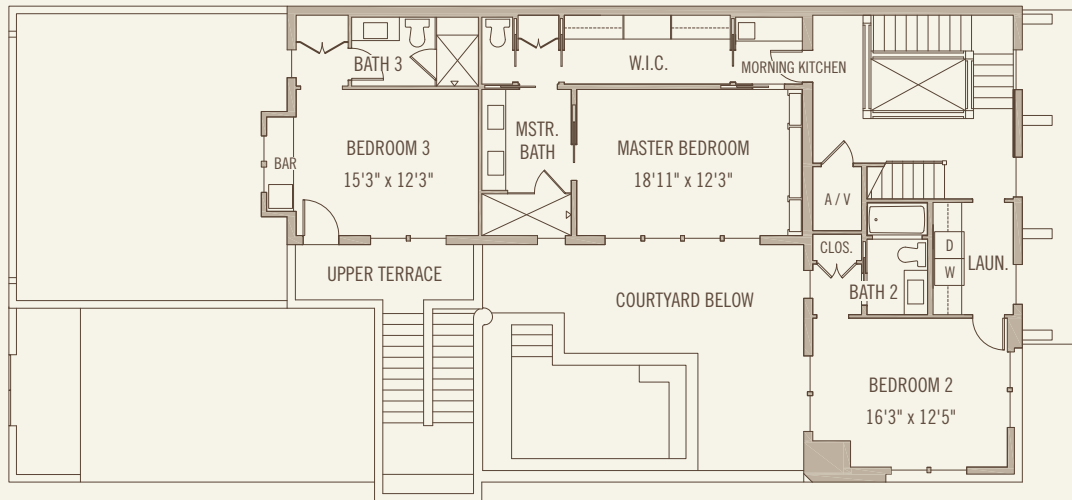 BATH 3
W.I.C.
MORNING KITCHEN
BEDROOM 3
15'3" x 12'3"
BAR
MSTR.
BATH
MASTER BEDROOM
18'11" x 12'3"
A / V
CLOS.
D
W
LAUN.
BATH 2
UPPER TERRACE
COURTYARD BELOW
BEDROOM 2
16'3" x 12'5"